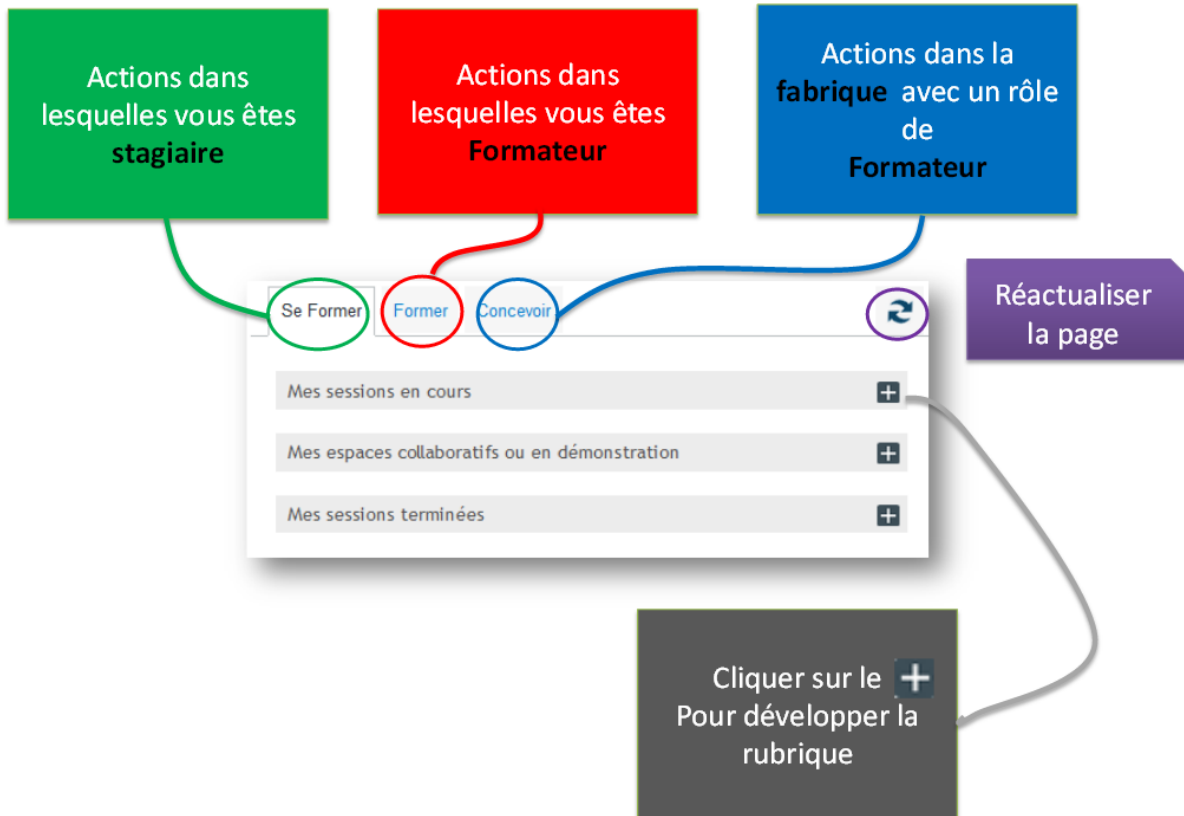 Actions dans
lesquelles vous êtes
stagiaire
Actions dans
lesquelles vous êtes
Formateur
Actions dans la
fabrique avec un rôle
de
Formateur
Se Former
Former
Concevoir
Réactualiser
la page
Mes sessions en cours
Mes espaces collaboratifs ou en démonstration
Mes sessions terminées
Cliquer sur le +
Pour développer la
rubrique